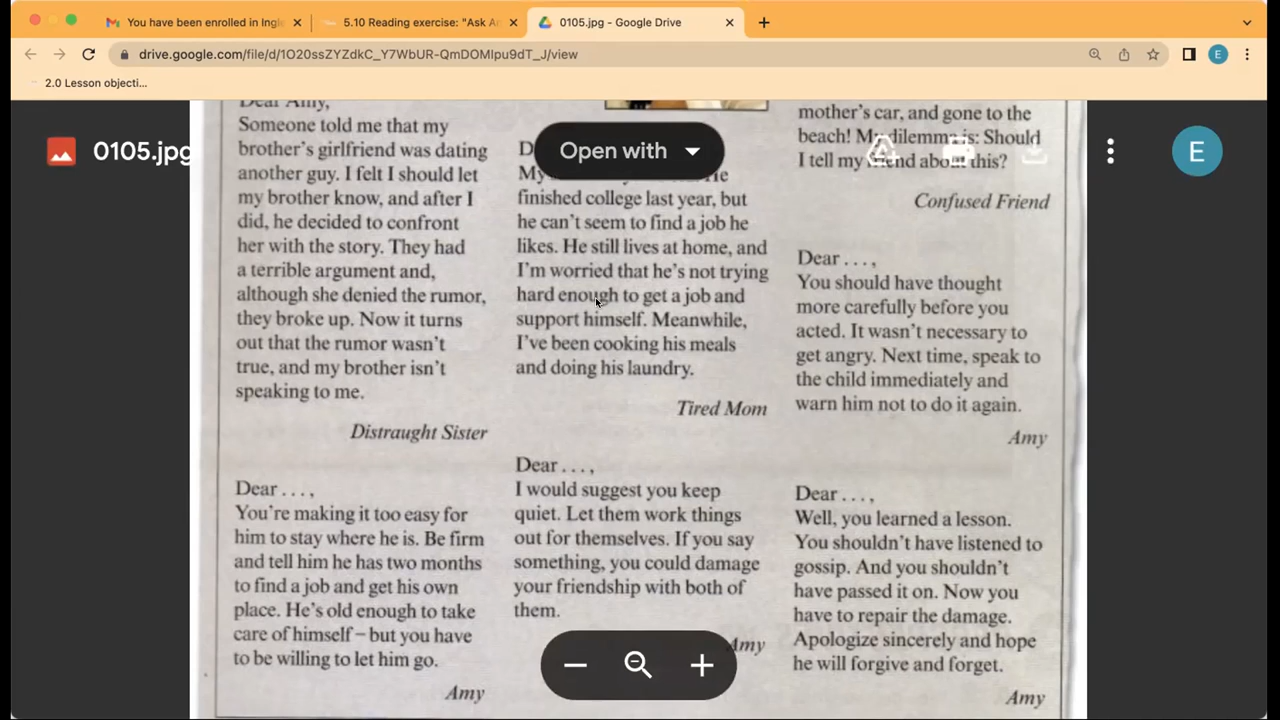 You have been enrolled in Ingl
5.10 Reading exercise: "Ask A
0105.jpg - Google Drive
drive.google.com/file/d/1O20ssZYZdkC_Y7WbUR-QmDOMIpu9dT_J/view
E
2.0 Lesson objecti...
0105.jpg
Open with
E
Dear Amy,
Someone told me that my
brother's girlfriend was dating
another guy. I felt I should let
my brother know, and after I
did, he decided to confront
her with the story. They had
a terrible argument and,
although she denied the rumor,
they broke up. Now it turns
out that the rumor wasn't
true, and my brother isn't
speaking to me.
Distraught Sister
Dear . . . ,
You're making it too easy for
him to stay where he is. Be firm
and tell him he has two months
to find a job and get his own
place. He's old enough to take
care of himself – but you have
to be willing to let him go.
Amy
My
finished college last year, but
he can't seem to find a job he
likes. He still lives at home, and
I'm worried that he's not trying
hard enough to get a job and
support himself. Meanwhile,
I've been cooking his meals
and doing his laundry.
Tired Mom
Dear . . . ,
I would suggest you keep
quiet. Let them work things
out for themselves. If you say
something, you could damage
your friendship with both of
them.
Amy
mother's car, and gone to the
beach! My dilemma is: Should
I tell my friend about this?
Confused Friend
Dear . . . ,
You should have thought
more carefully before you
acted. It wasn't necessary to
get angry. Next time, speak to
the child immediately and
warn him not to do it again.
Amy
Dear . . . ,
Well, you learned a lesson.
You shouldn't have listened to
gossip. And you shouldn't
have passed it on. Now you
have to repair the damage.
Apologize sincerely and hope
he will forgive and forget.
Amy